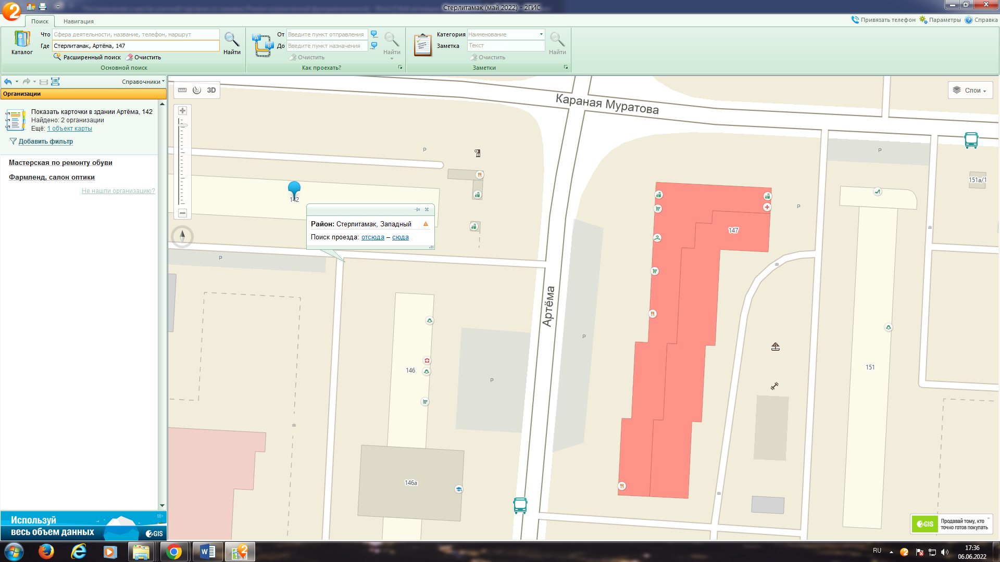 Стерлитамак (май 2022) - 2ГИС
Поиск
Навигация
Привязать телефон
Параметры
Справка
Каталог
Что
Сфера деятельности, название, телефон, маршрут
Где
Стерлитамак, Артёма, 147
Расширенный поиск
Очистить
Найти
Основной поиск
A
B
От
Введите пункт отправления
До
Введите пункт назначения
Очистить
Найти
Как проехать?
Категория
Наименование
Заметка
Текст
Очистить
Найти
Заметки
Справочники
Организации
Показать карточки в здании Артёма, 142
Найдено: 2 организации
Ещё: 1 объект карты
Добавить фильтр
Мастерская по ремонту обуви
Фармленд, салон оптики
Не нашли организацию?
Используй
весь объем данных
18+
2GIS
3D
Слои
Караная Муратова
Артёма
P
P
P
P
P
P
142
146
146а
147
151
151а/1
Район: Стерлитамак, Западный
Поиск проезда: отсюда – сюда
2GIS
Продавай тому, кто
точно готов покупать
RU
17:36
06.06.2022